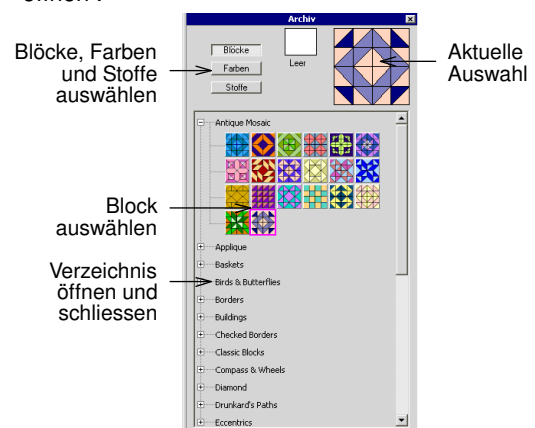 öffnen .
Archiv
Blöcke, Farben
und Stoffe
auswählen
Blöcke
Farben
Stoffe
Leer
Aktuelle
Auswahl
Antique Mosaic
Block
auswählen
Applique
Baskets
Verzeichnis
öffnen und
schliessen
Birds & Butterflies
Borders
Buildings
Checked Borders
Classic Blocks
Compass & Wheels
Diamond
Drunkard's Paths
Eccentrics